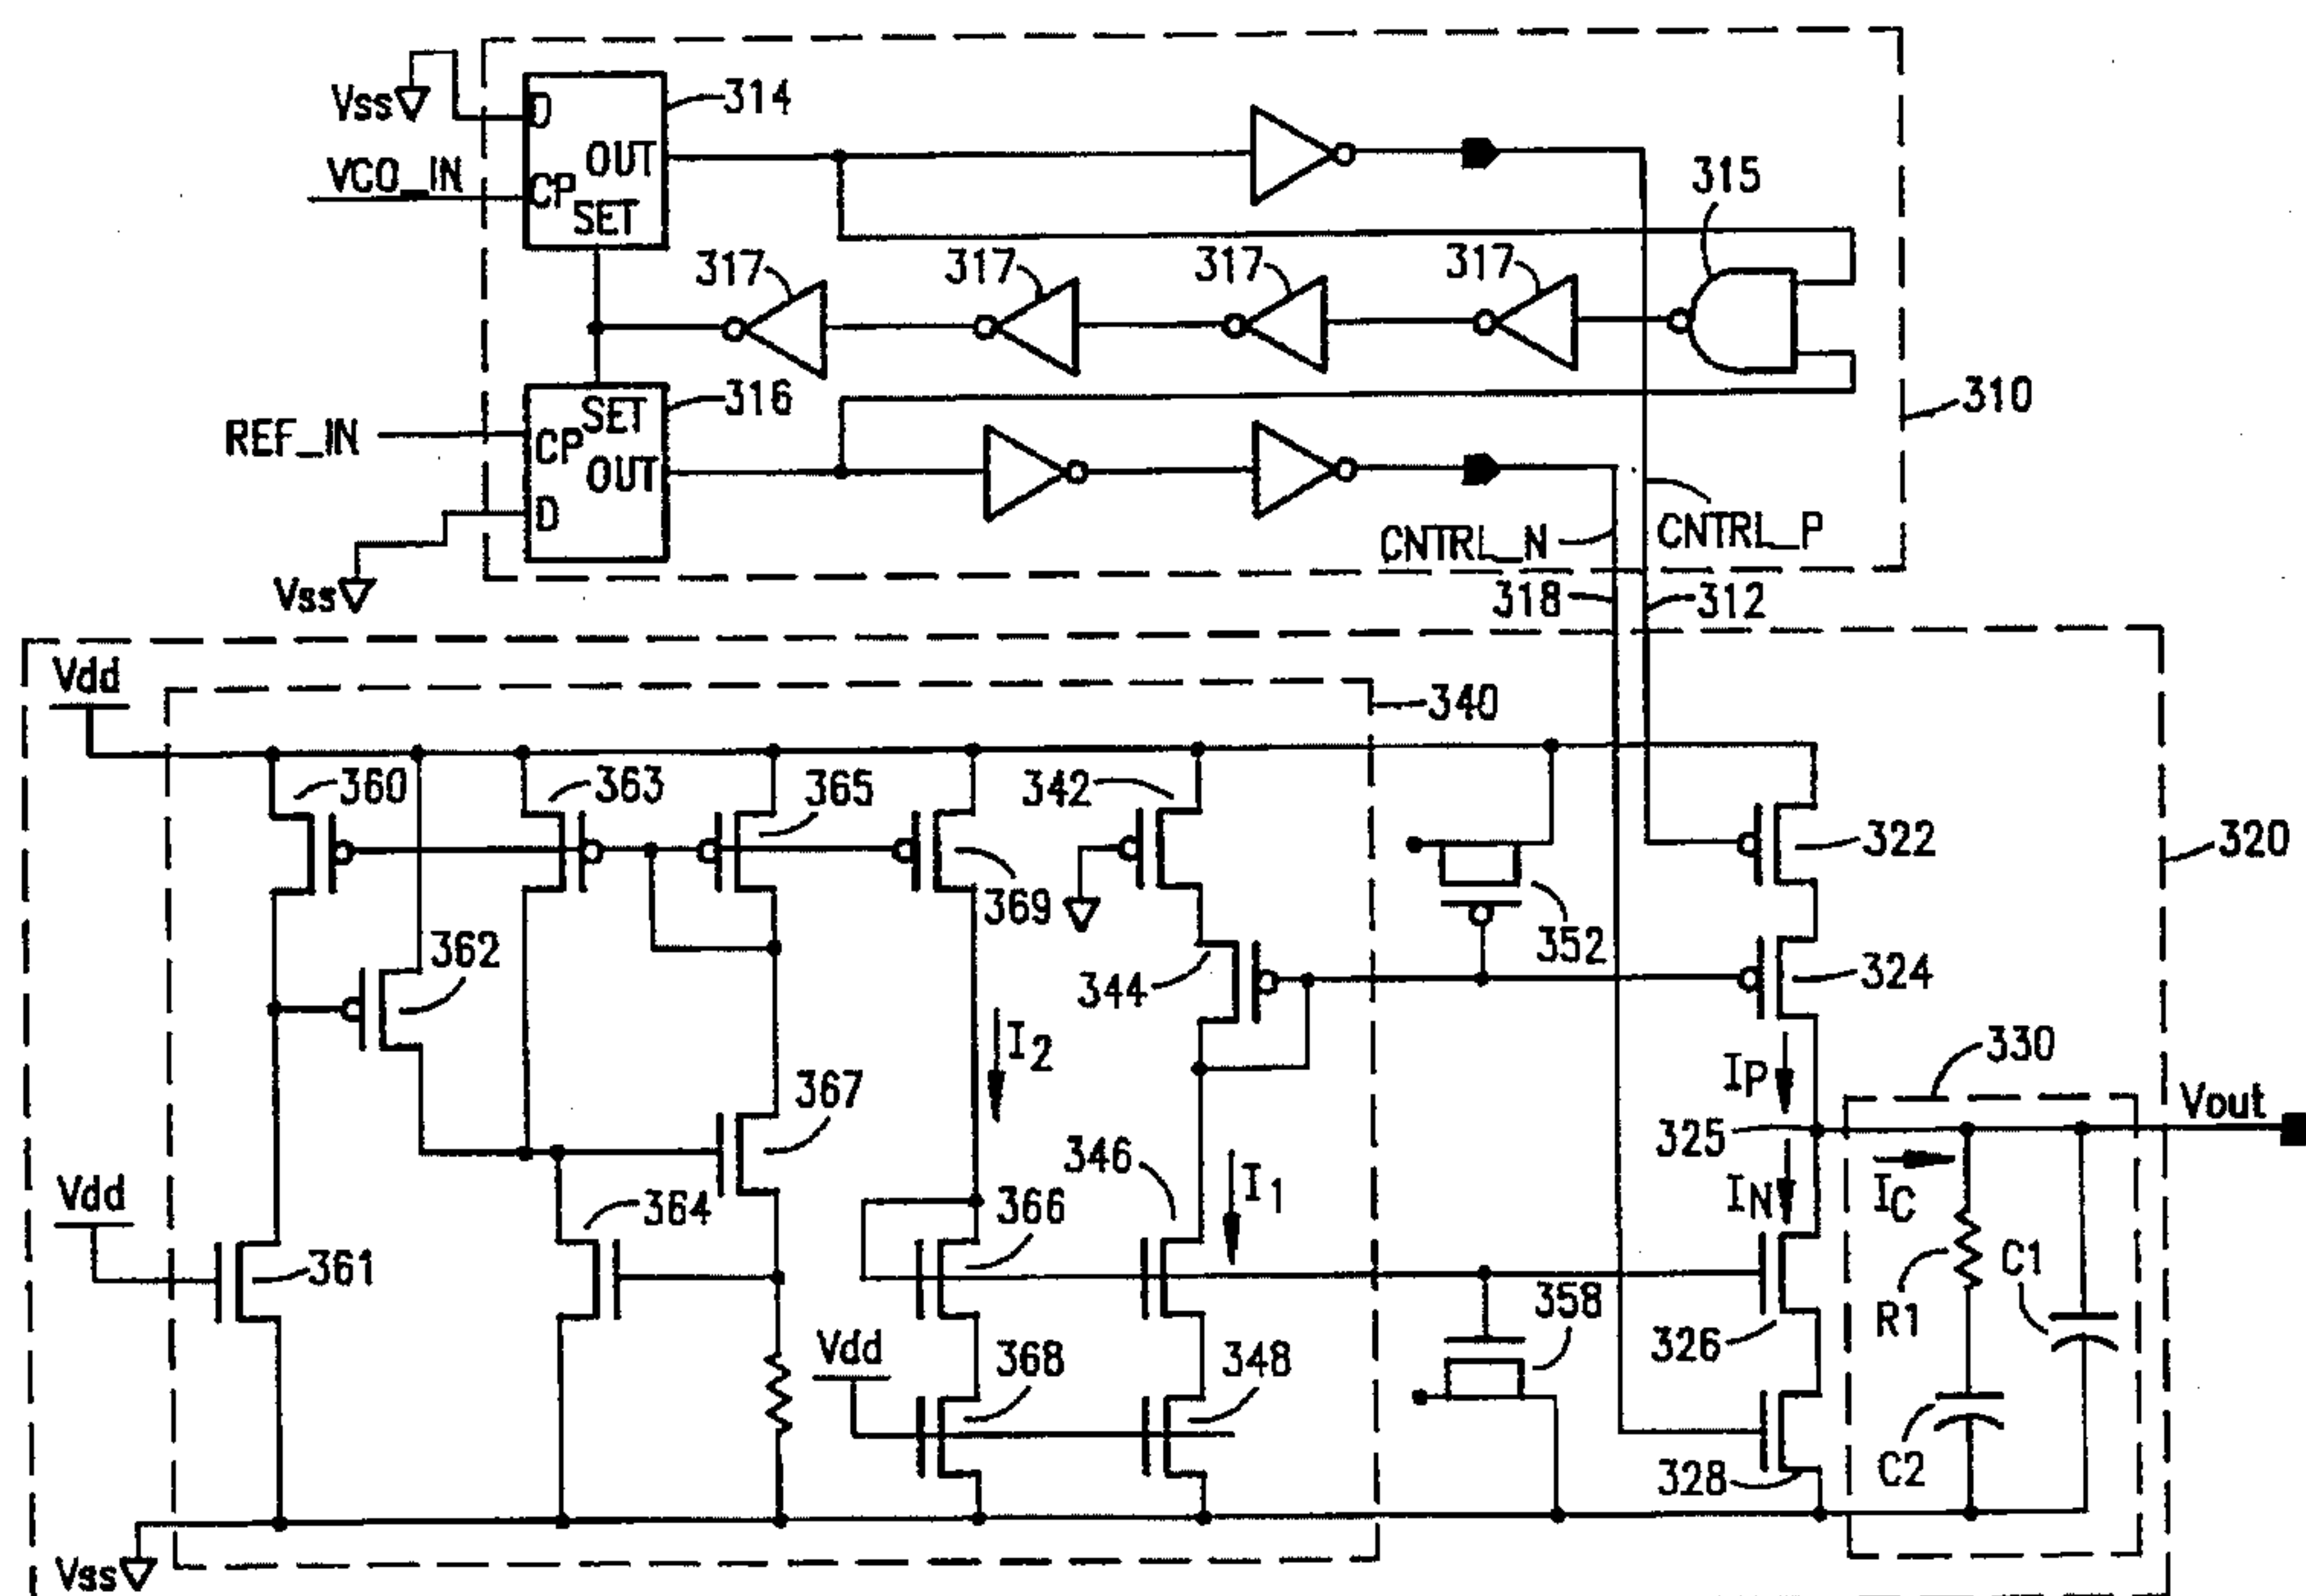 Vss
D
OUT
314
VCO_IN
CP
SET
315
317
317
317
317
SET
316
310
REF_IN
CP
OUT
D
Vss
CNTRL_N
CNTRL_P
318
312
Vdd
340
360
363
365
342
322
320
369
352
362
344
324
I2
330
IP
Vout
367
325
346
I1
IN
IC
Vdd
364
366
C1
361
358
R1
Vdd
368
348
326
C2
328
Vss